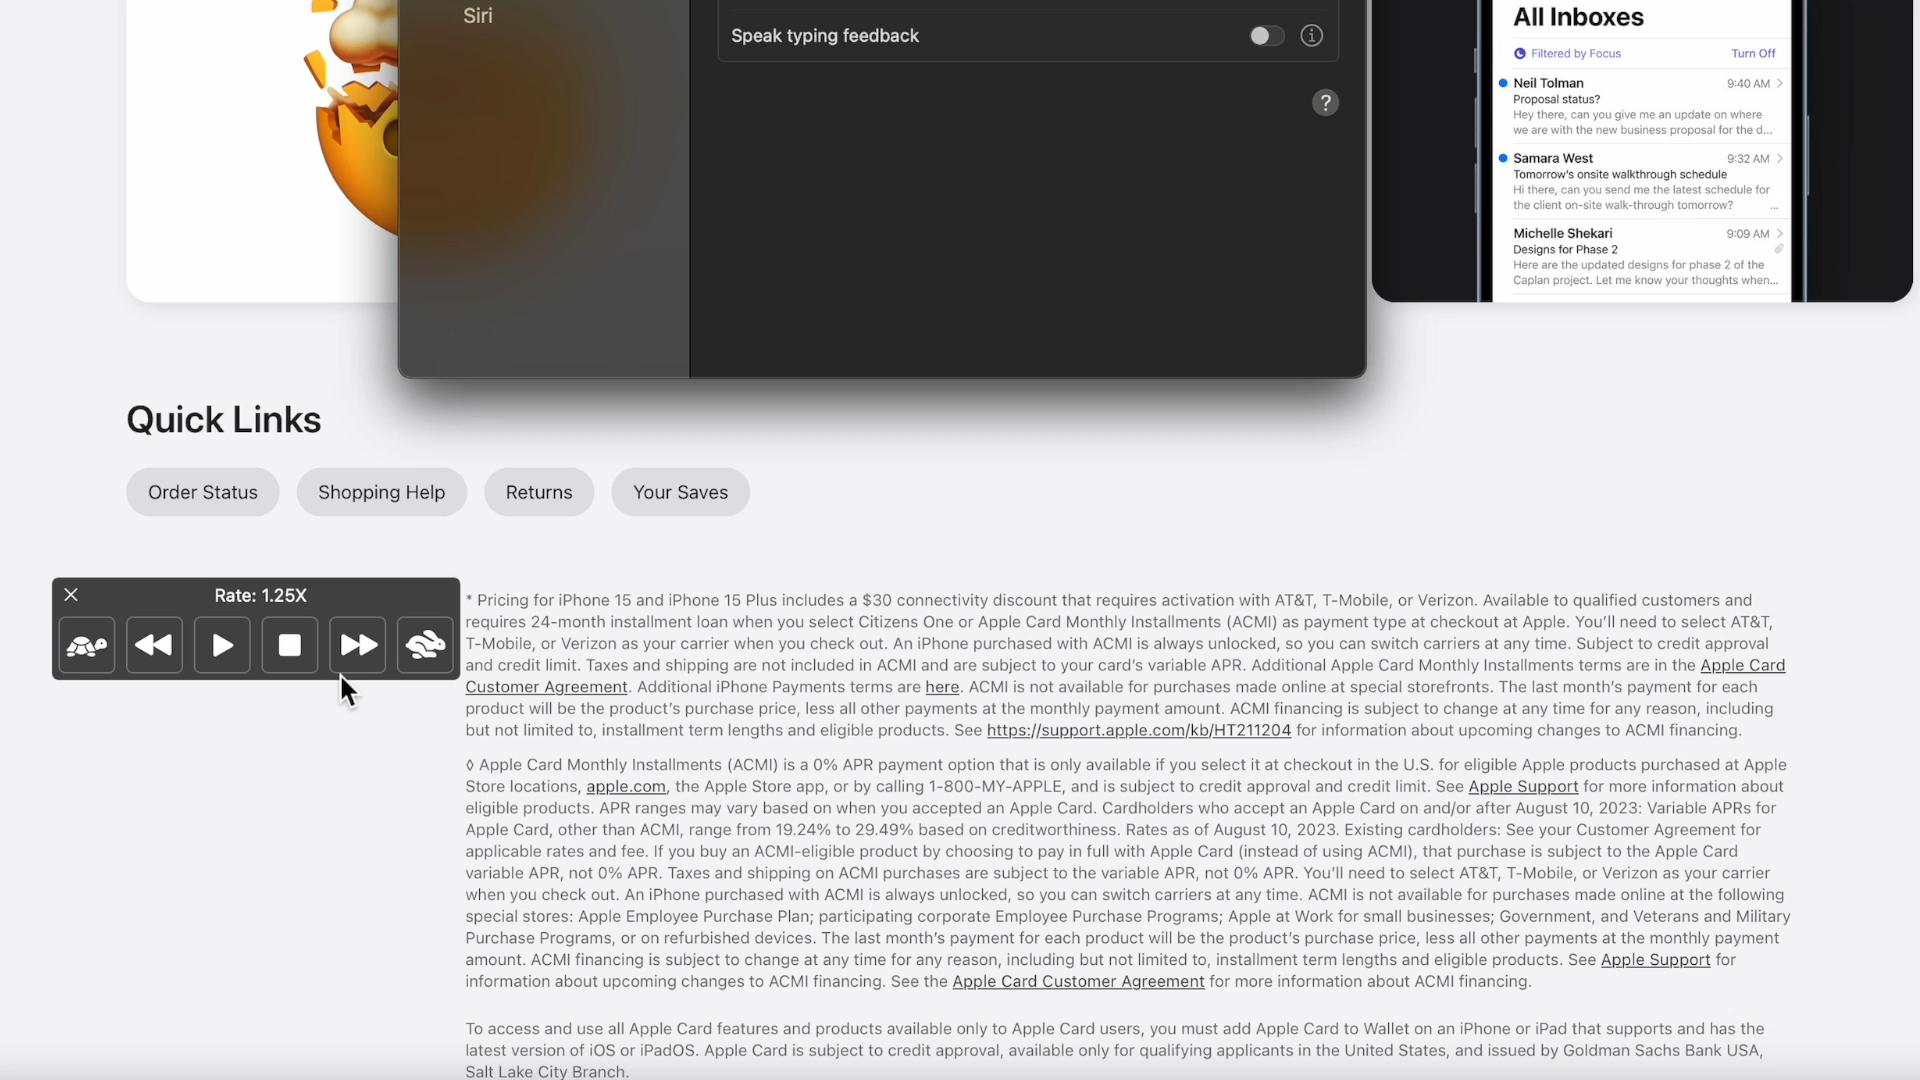 Siri
Speak typing feedback
?
All Inboxes
Filtered by Focus Turn Off
Neil Tolman 9:40 AM
Proposal status?
Hey there, can you give me an update on where
we are with the new business proposal for the d...
Samara West 9:32 AM
Tomorrow's onsite walkthrough schedule
Hi there, can you send me the latest schedule for
the client on-site walk-through tomorrow? ...
Michelle Shekari 9:09 AM
Designs for Phase 2
Here are the updated designs for phase 2 of the
Caplan project. Let me know your thoughts when...
Quick Links
Order Status Shopping Help Returns Your Saves
Rate: 1.25X
* Pricing for iPhone 15 and iPhone 15 Plus includes a $30 connectivity discount that requires activation with AT&T, T-Mobile, or Verizon. Available to qualified customers and
requires 24-month installment loan when you select Citizens One or Apple Card Monthly Installments (ACMI) as payment type at checkout at Apple. You'll need to select AT&T,
T-Mobile, or Verizon as your carrier when you check out. An iPhone purchased with ACMI is always unlocked, so you can switch carriers at any time. Subject to credit approval
and credit limit. Taxes and shipping are not included in ACMI and are subject to your card's variable APR. Additional Apple Card Monthly Installments terms are in the Apple Card
Customer Agreement. Additional iPhone Payments terms are here. ACMI is not available for purchases made online at special storefronts. The last month's payment for each
product will be the product's purchase price, less all other payments at the monthly payment amount. ACMI financing is subject to change at any time for any reason, including
but not limited to, installment term lengths and eligible products. See https://support.apple.com/kb/HT211204 for information about upcoming changes to ACMI financing.
◊ Apple Card Monthly Installments (ACMI) is a 0% APR payment option that is only available if you select it at checkout in the U.S. for eligible Apple products purchased at Apple
Store locations, apple.com, the Apple Store app, or by calling 1-800-MY-APPLE, and is subject to credit approval and credit limit. See Apple Support for more information about
eligible products. APR ranges may vary based on when you accepted an Apple Card. Cardholders who accept an Apple Card on and/or after August 10, 2023: Variable APRs for
Apple Card, other than ACMI, range from 19.24% to 29.49% based on creditworthiness. Rates as of August 10, 2023. Existing cardholders: See your Customer Agreement for
applicable rates and fee. If you buy an ACMI-eligible product by choosing to pay in full with Apple Card (instead of using ACMI), that purchase is subject to the Apple Card
variable APR, not 0% APR. Taxes and shipping on ACMI purchases are subject to the variable APR, not 0% APR. You'll need to select AT&T, T-Mobile, or Verizon as your carrier
when you check out. An iPhone purchased with ACMI is always unlocked, so you can switch carriers at any time. ACMI is not available for purchases made online at the following
special stores: Apple Employee Purchase Plan; participating corporate Employee Purchase Programs; Apple at Work for small businesses; Government, and Veterans and Military
Purchase Programs, or on refurbished devices. The last month's payment for each product will be the product's purchase price, less all other payments at the monthly payment
amount. ACMI financing is subject to change at any time for any reason, including but not limited to, installment term lengths and eligible products. See Apple Support for
information about upcoming changes to ACMI financing. See the Apple Card Customer Agreement for more information about ACMI financing.
To access and use all Apple Card features and products available only to Apple Card users, you must add Apple Card to Wallet on an iPhone or iPad that supports and has the
latest version of iOS or iPadOS. Apple Card is subject to credit approval, available only for qualifying applicants in the United States, and issued by Goldman Sachs Bank USA,
Salt Lake City Branch.